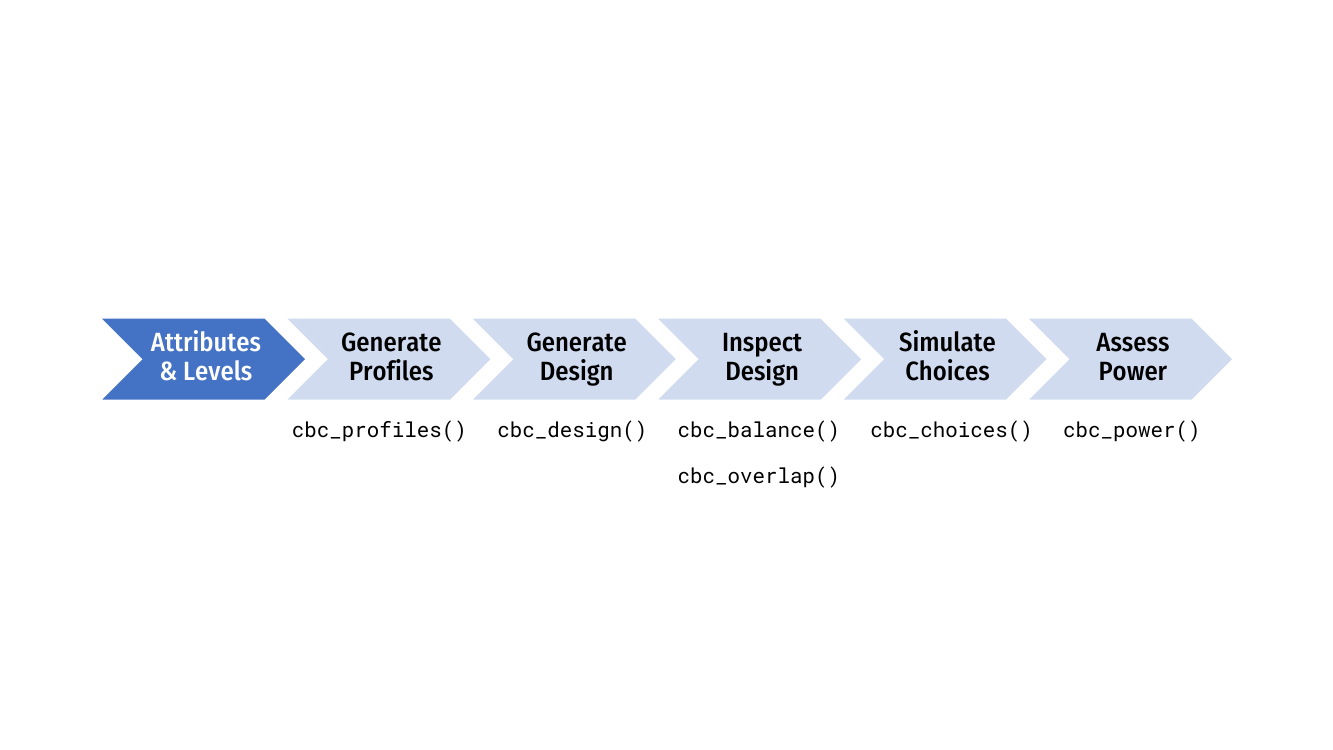 Attributes
& Levels
Generate
Profiles
Generate
Design
Inspect
Design
Simulate
Choices
Assess
Power
cbc_profiles()
cbc_design()
cbc_balance()
cbc_choices()
cbc_power()
cbc_overlap()